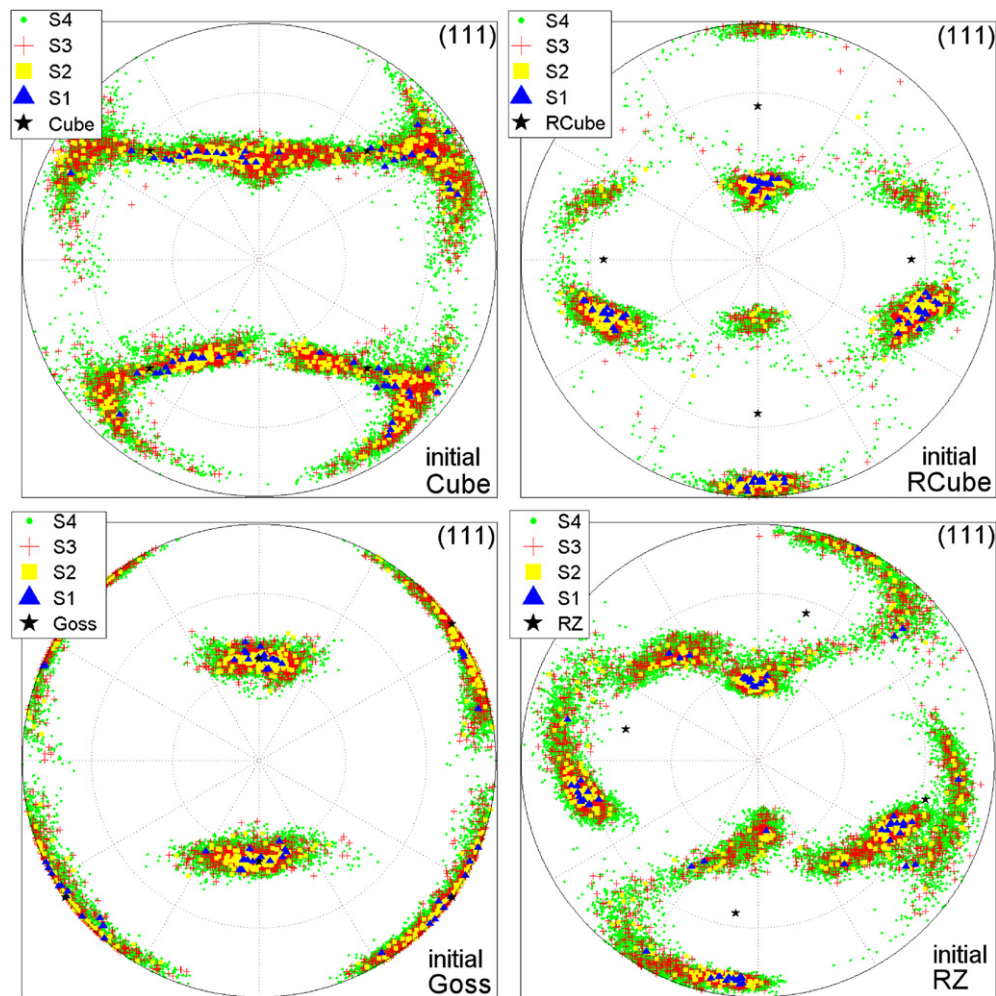 S4
S3
S2
S1
Cube
(111)
initial
Cube
S4
S3
S2
S1
RCube
(111)
initial
RCube
S4
S3
S2
S1
Goss
(111)
initial
Goss
S4
S3
S2
S1
RZ
(111)
initial
RZ